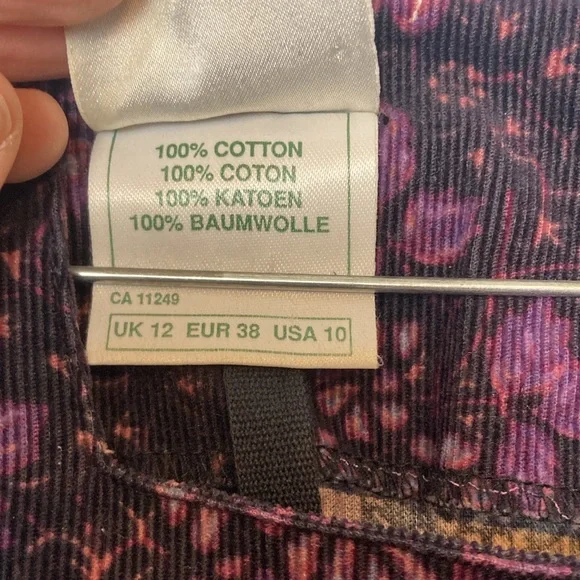 100% COTTON
100% COTON
100% KATOEN
100% BAUMWOLLE
CA 11249
UK 12 EUR 38 USA 10